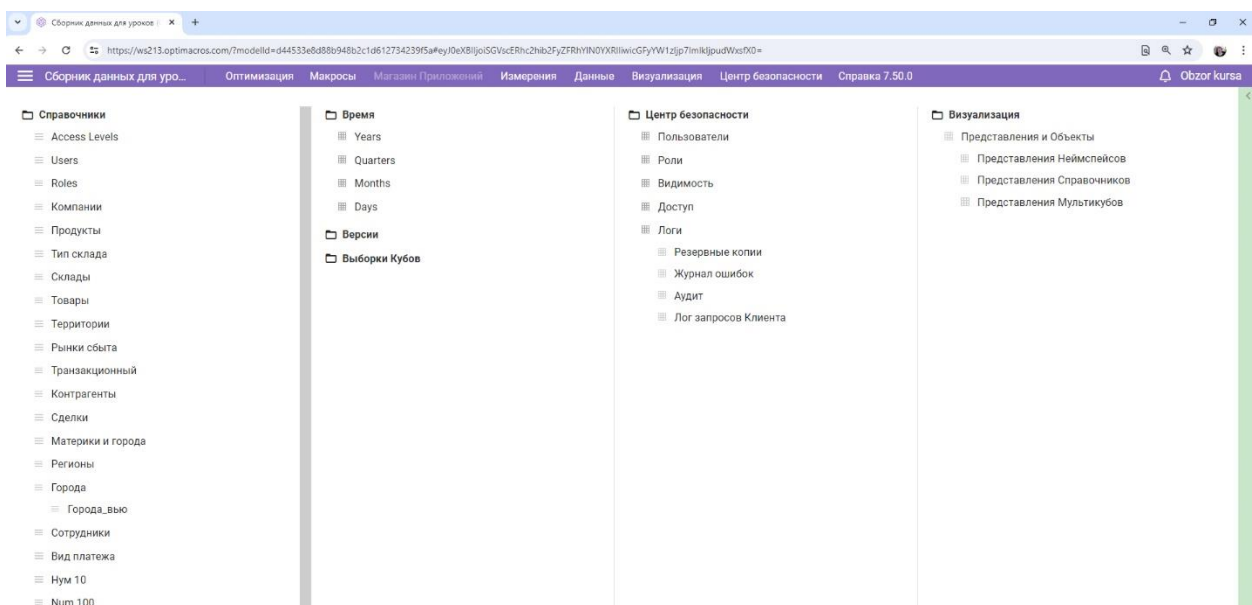 Сборник данных для уроков
https://ws213.optimacros.com/?modelId=d44533e8d88b948b2c1d612734239f5a#
Сборник данных для уро... Оптимизация Макросы Магазин Приложений Измерения Данные Визуализация Центр безопасности Справка 7.50.0 Obzor kursa
Справочники
Access Levels
Users
Roles
Компании
Продукты
Тип склада
Склады
Товары
Территории
Рынки сбыта
Транзакционный
Контрагенты
Сделки
Материки и города
Регионы
Города
Города_вью
Сотрудники
Вид платежа
Нум 10
Num 100
Время
Years
Quarters
Months
Days
Версии
Выборки Кубов
Центр безопасности
Пользователи
Роли
Видимость
Доступ
Логи
Резервные копии
Журнал ошибок
Аудит
Лог запросов Клиента
Визуализация
Представления и Объекты
Представления Неймспейсов
Представления Справочников
Представления Мультикубов